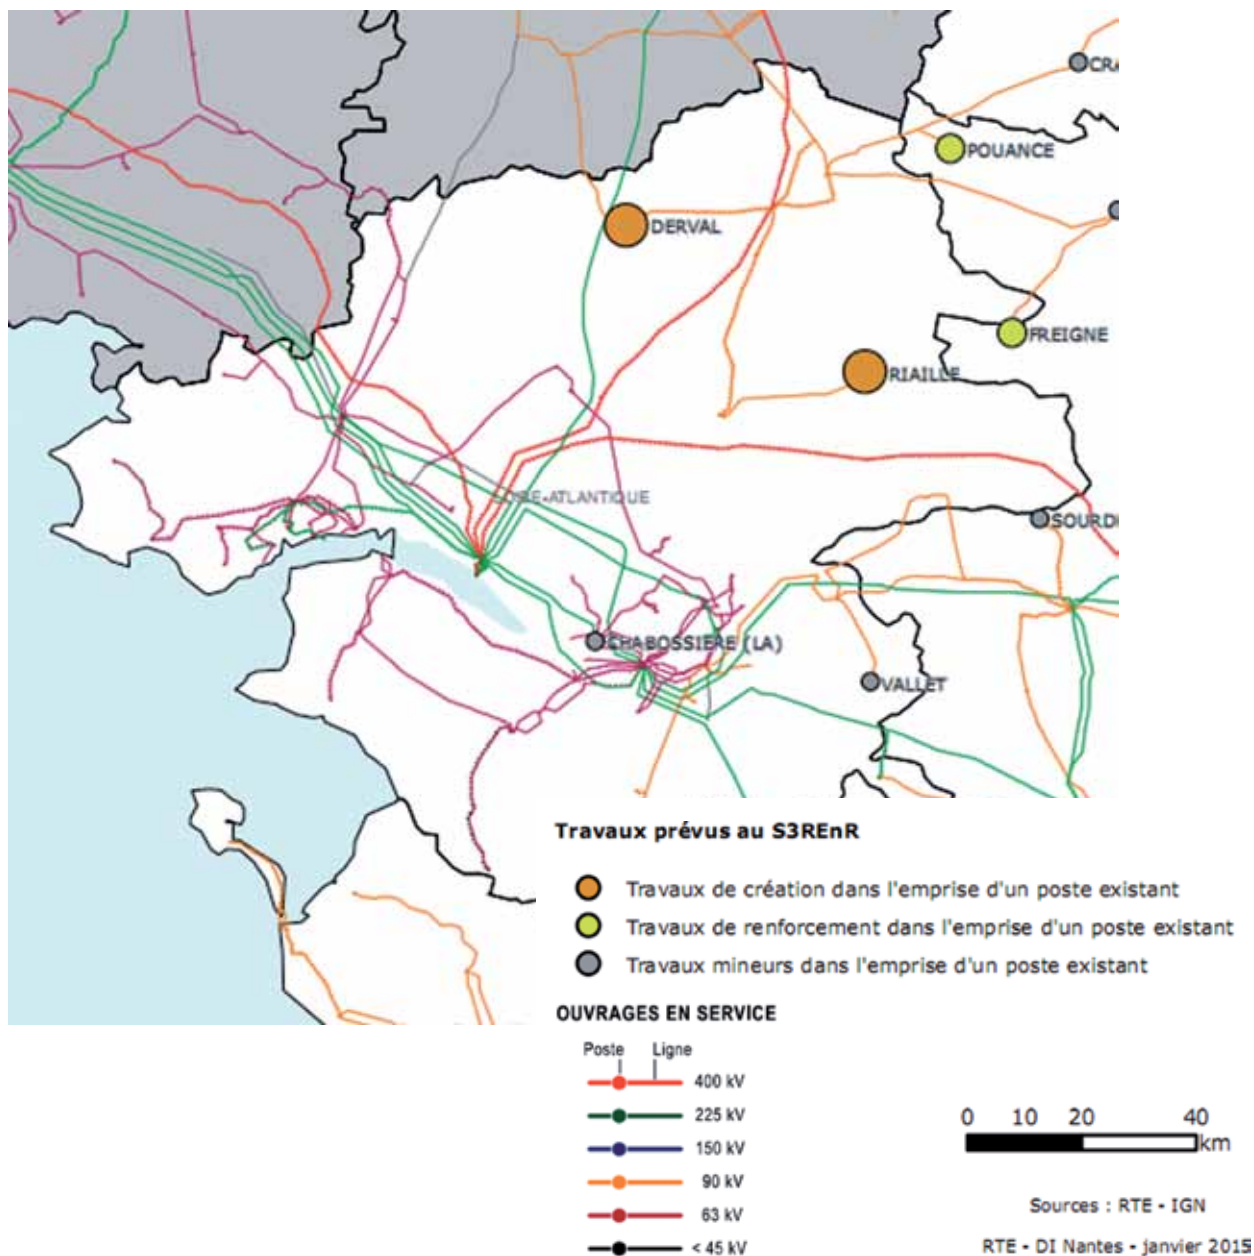 CRA
POUANCE
DERVAL
FREIGNE
RIAILLE
LOIRE-ATLANTIQUE
SOURDI
CHABOSSIERE (LA)
VALLET
Travaux prévus au S3REnR
Travaux de création dans l'emprise d'un poste existant
Travaux de renforcement dans l'emprise d'un poste existant
Travaux mineurs dans l'emprise d'un poste existant
OUVRAGES EN SERVICE
Poste Ligne
400 kV
225 kV
150 kV
90 kV
63 kV
< 45 kV
0 10 20 40
km
Sources : RTE - IGN
RTE - DI Nantes - janvier 2015